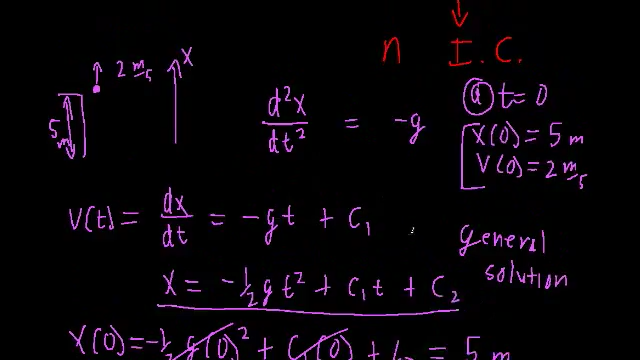 n I.C.
2 m/s
X
5 m
d²X/dt² = -g
@ t=0
X(0) = 5 m
V(0) = 2 m/s
V(t) = dx/dt = -gt + C₁
general solution
X = -½gt² + C₁t + C₂
X(0) = -½g(0)² + C₁(0) + C₂ = 5 m